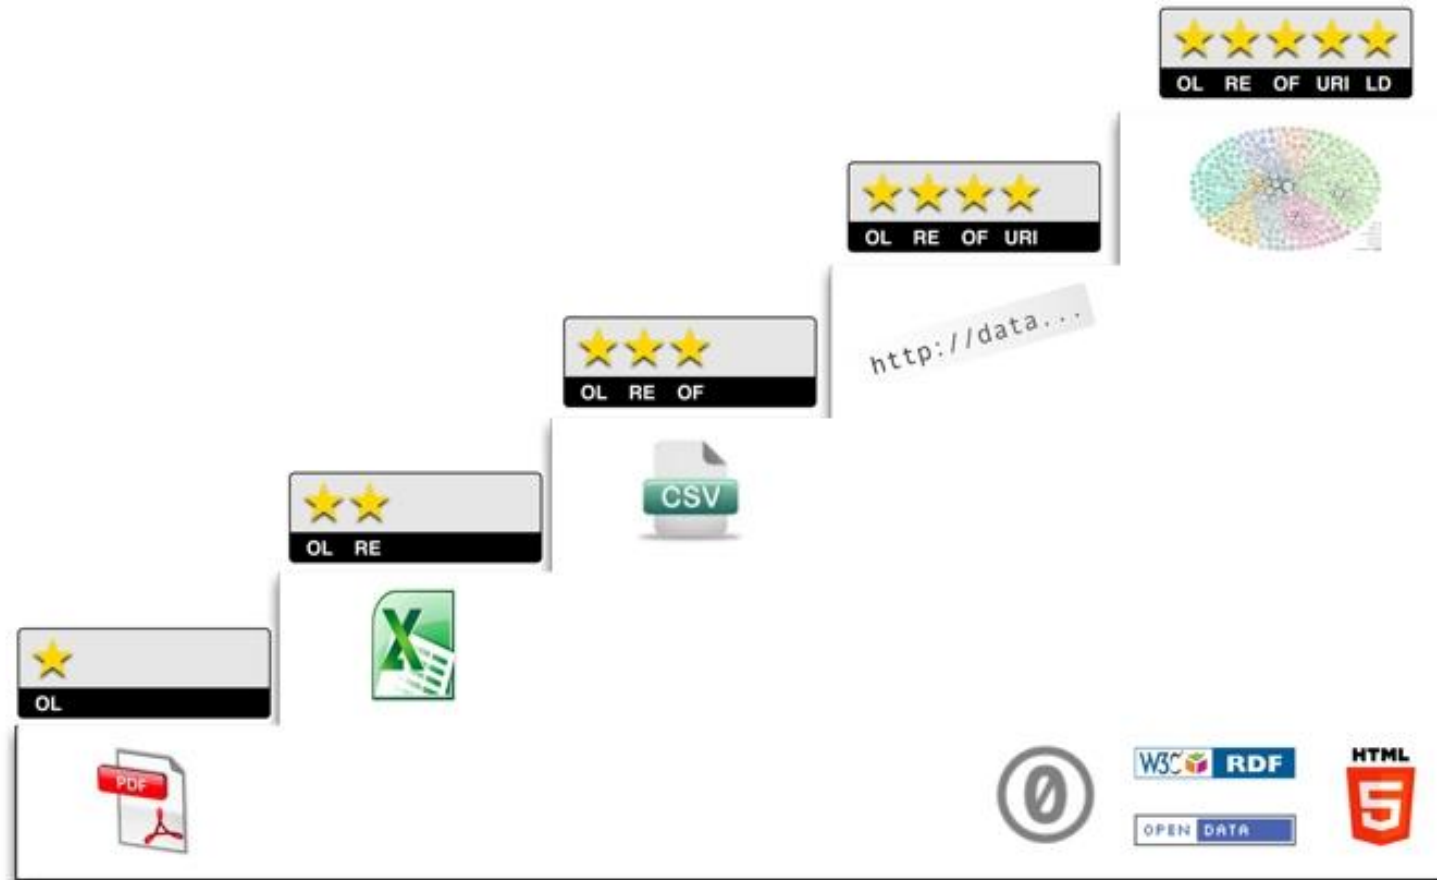 OL RE OF URI LD
OL RE OF URI
http://data...
OL RE OF
CSV
OL RE
X
OL
PDF
0
W3C RDF
HTML
5
OPEN DATA